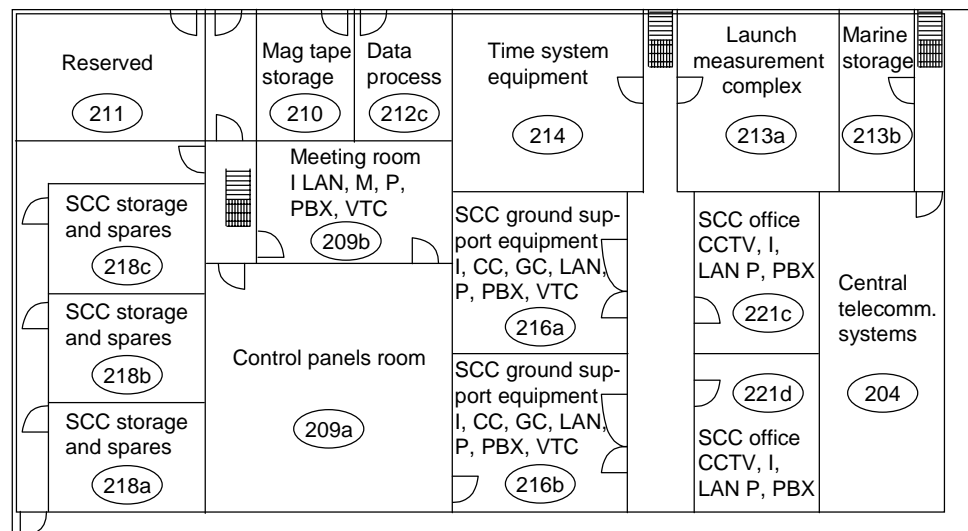 Reserved
211
Mag tape
storage
210
Data
process
212c
Time system
equipment
214
Launch
measurement
complex
213a
Marine
storage
213b
Meeting room
I LAN, M, P,
PBX, VTC
209b
SCC storage
and spares
218c
SCC storage
and spares
218b
SCC storage
and spares
218a
Control panels room
209a
SCC ground sup-
port equipment
I, CC, GC, LAN,
P, PBX, VTC
216a
SCC ground sup-
port equipment
I, CC, GC, LAN,
P, PBX, VTC
216b
SCC office
CCTV, I,
LAN P, PBX
221c
221d
SCC office
CCTV, I,
LAN P, PBX
Central
telecomm.
systems
204